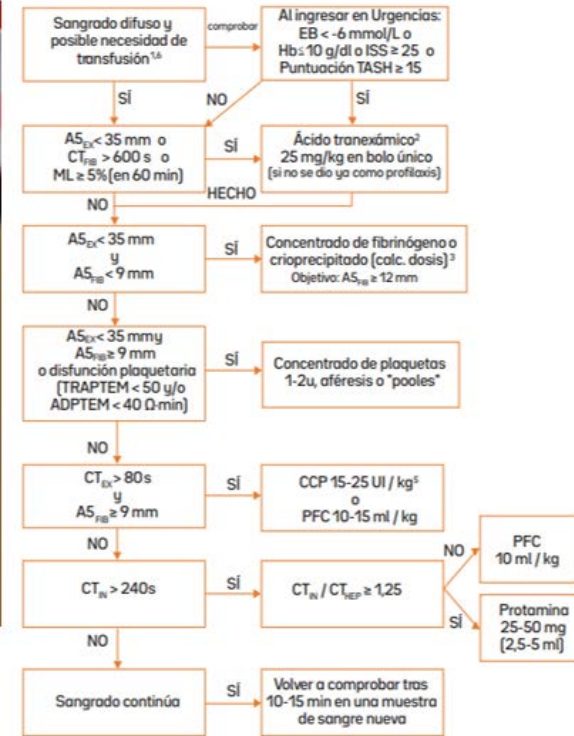 Sangrado difuso y
posible necesidad de
transfusión¹,⁶
comprobar
Al ingresar en Urgencias:
EB < -6 mmol/L o
Hb ≤ 10 g/dl o ISS ≥ 25 o
Puntuación TASH ≥ 15
SÍ
NO
SÍ
A5EX < 35 mm o
CTFIB > 600 s o
ML ≥ 5% (en 60 min)
SÍ
Ácido tranexámico²
25 mg/kg en bolo único
(si no se dio ya como profilaxis)
HECHO
NO
A5EX < 35 mm
y
A5FIB < 9 mm
SÍ
Concentrado de fibrinógeno o
crioprecipitado (calc. dosis)³
Objetivo: A5FIB ≥ 12 mm
NO
A5EX < 35 mm y
A5FIB ≥ 9 mm
o disfunción plaquetaria
(TRAPTEM < 50 y/o
ADPTEM < 40 Ω·min)
SÍ
Concentrado de plaquetas
1-2u, aféresis o "pooles"
NO
CTEX > 80s
y
A5FIB ≥ 9 mm
SÍ
CCP 15-25 UI / kg⁵
o
PFC 10-15 ml / kg
NO
CTIN > 240s
SÍ
CTIN / CTHEP ≥ 1,25
NO
PFC
10 ml / kg
SÍ
Protamina
25-50 mg
(2,5-5 ml)
NO
Sangrado continúa
SÍ
Volver a comprobar tras
10-15 min en una muestra
de sangre nueva